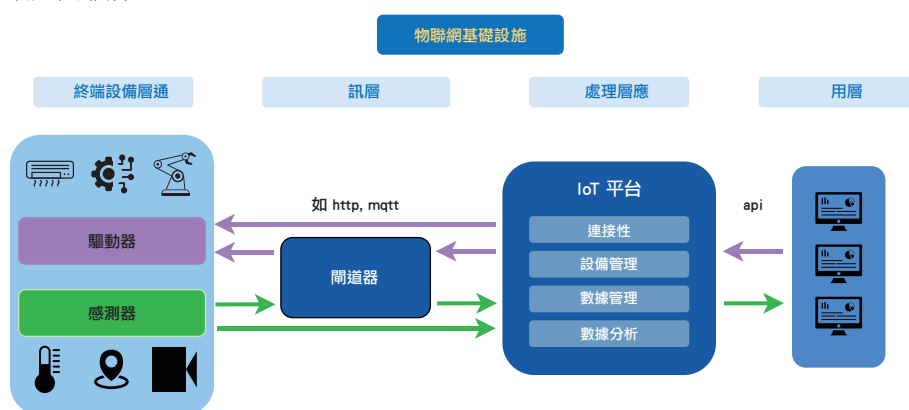 物聯網基礎設施
終端設備層通
訊層
處理層應
用層
如 http, mqtt
IoT 平台
api
驅動器
連接性
閘道器
設備管理
感測器
數據管理
數據分析